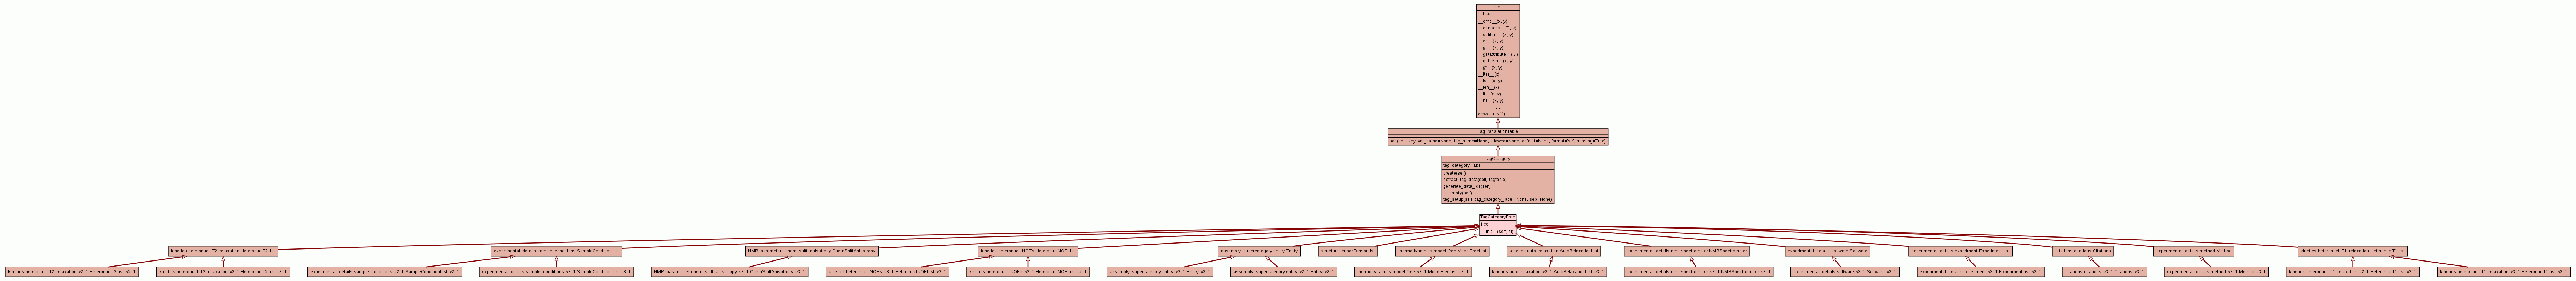 dict
__hash__
__cmp__(x, y)
__contains__(D, k)
__delitem__(x, y)
__eq__(x, y)
__ge__(x, y)
__getattribute__(...)
__getitem__(x, y)
__gt__(x, y)
__iter__(x)
__le__(x, y)
__len__(x)
__lt__(x, y)
__ne__(x, y)
...
viewvalues(D)
TagTranslationTable
add(self, key, var_name=None, tag_name=None, allowed=None, default=None, format='str', missing=True)
TagCategory
tag_category_label
create(self)
extract_tag_data(self, tagtable)
generate_data_ids(self)
is_empty(self)
tag_setup(self, tag_category_label=None, sep=None)
TagCategoryFree
free
__init__(self, sf)
kinetics.heteronucl_T2_relaxation.HeteronuclT2List
experimental_details.sample_conditions.SampleConditionList
NMR_parameters.chem_shift_anisotropy.ChemShiftAnisotropy
kinetics.heteronucl_NOEs.HeteronuclNOEList
assembly_supercategory.entity.Entity
structure.tensor.TensorList
thermodynamics.model_free.ModelFreeList
kinetics.auto_relaxation.AutoRelaxationList
experimental_details.nmr_spectrometer.NMRSpectrometer
experimental_details.software.Software
experimental_details.experiment.ExperimentList
citations.citations.Citations
experimental_details.method.Method
kinetics.heteronucl_T1_relaxation.HeteronuclT1List
kinetics.heteronucl_T2_relaxation_v2_1.HeteronuclT2List_v2_1
kinetics.heteronucl_T2_relaxation_v3_1.HeteronuclT2List_v3_1
experimental_details.sample_conditions_v2_1.SampleConditionList_v2_1
experimental_details.sample_conditions_v3_1.SampleConditionList_v3_1
NMR_parameters.chem_shift_anisotropy_v3_1.ChemShiftAnisotropy_v3_1
kinetics.heteronucl_NOEs_v3_1.HeteronuclNOEList_v3_1
kinetics.heteronucl_NOEs_v2_1.HeteronuclNOEList_v2_1
assembly_supercategory.entity_v3_1.Entity_v3_1
assembly_supercategory.entity_v2_1.Entity_v2_1
thermodynamics.model_free_v3_1.ModelFreeList_v3_1
kinetics.auto_relaxation_v3_1.AutoRelaxationList_v3_1
experimental_details.nmr_spectrometer_v3_1.NMRSpectrometer_v3_1
experimental_details.software_v3_1.Software_v3_1
experimental_details.experiment_v3_1.ExperimentList_v3_1
citations.citations_v3_1.Citations_v3_1
experimental_details.method_v3_1.Method_v3_1
kinetics.heteronucl_T1_relaxation_v2_1.HeteronuclT1List_v2_1
kinetics.heteronucl_T1_relaxation_v3_1.HeteronuclT1List_v3_1